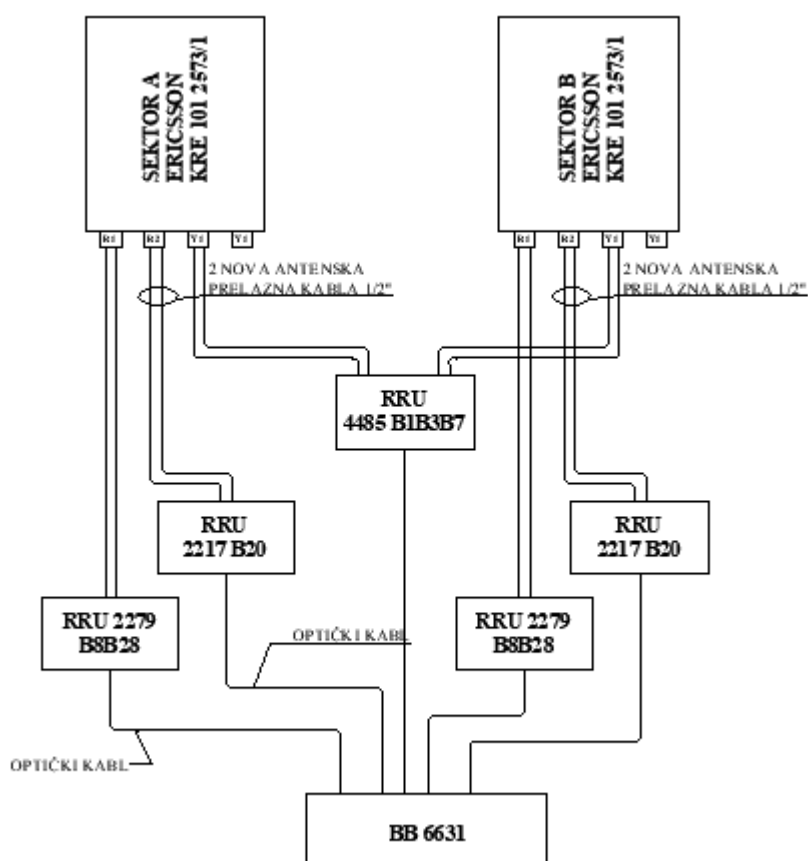 SEKTOR A
ERICSSON
KRE 101 2573/1
SEKTOR B
ERICSSON
KRE 101 2573/1
R1
R2
Y1
Y1
R1
R2
Y1
Y1
2 NOVA ANTENSKA
PRELAZNA KABLA 1/2"
2 NOVA ANTENSKA
PRELAZNA KABLA 1/2"
RRU
4485 B1B3B7
RRU
2217 B20
RRU
2217 B20
RRU 2279
B8B28
RRU 2279
B8B28
OPTIČKI KABL
OPTIČKI KABL
BB 6631